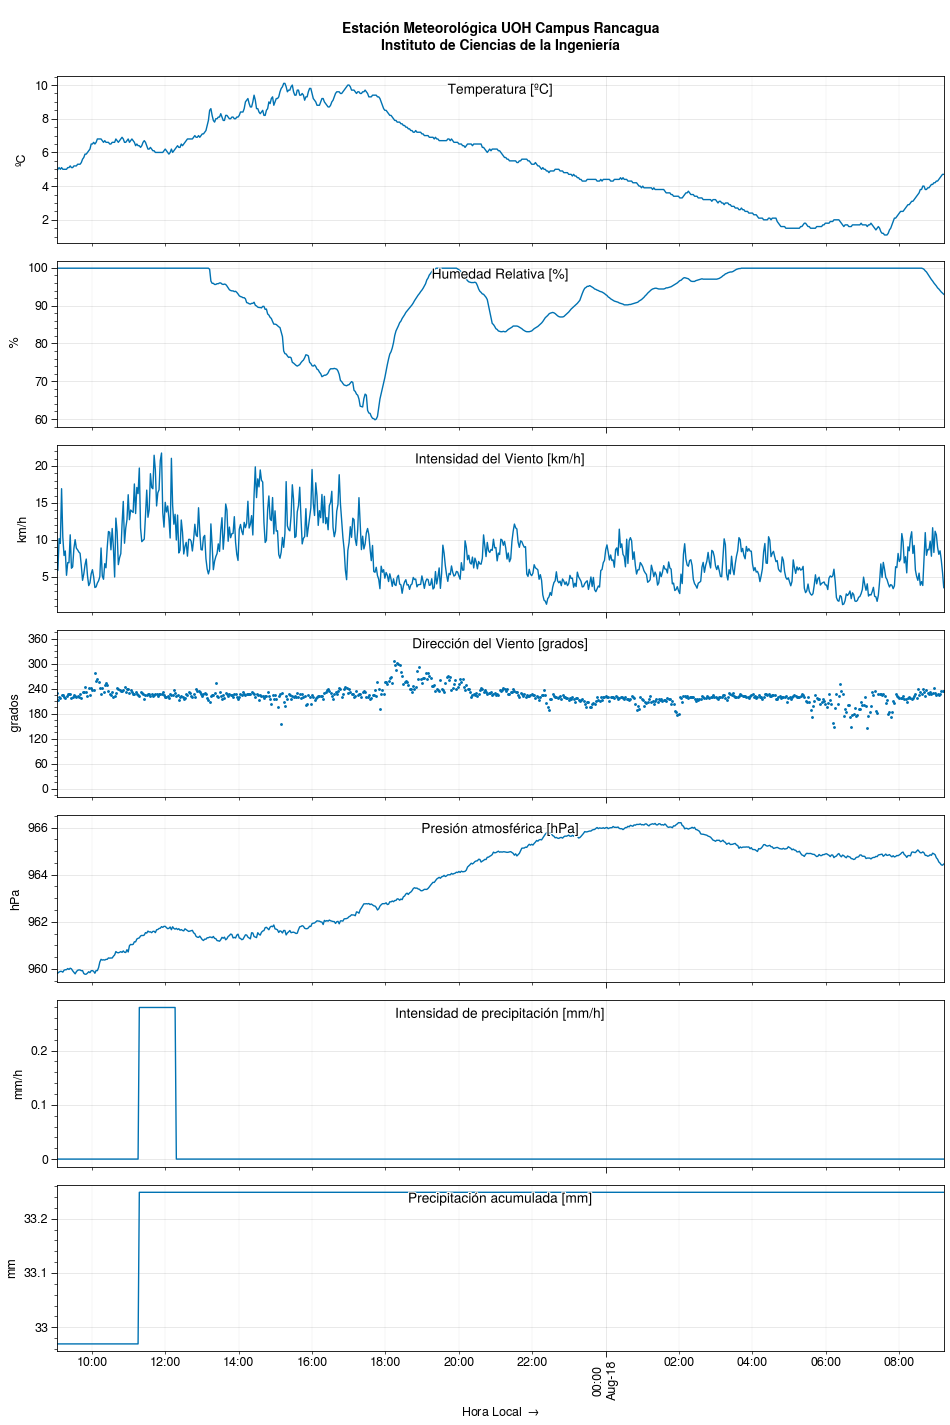 Estación Meteorológica UOH Campus Rancagua
Instituto de Ciencias de la Ingeniería
Temperatura [ºC]
ºC
10
8
6
4
2
Humedad Relativa [%]
%
100
90
80
70
60
Intensidad del Viento [km/h]
km/h
20
15
10
5
Dirección del Viento [grados]
grados
360
300
240
180
120
60
0
Presión atmosférica [hPa]
hPa
966
964
962
960
Intensidad de precipitación [mm/h]
mm/h
0.2
0.1
0
Precipitación acumulada [mm]
mm
33.2
33.1
33
10:00 12:00 14:00 16:00 18:00 20:00 22:00 00:00 02:00 04:00 06:00 08:00
Aug-18
Hora Local →